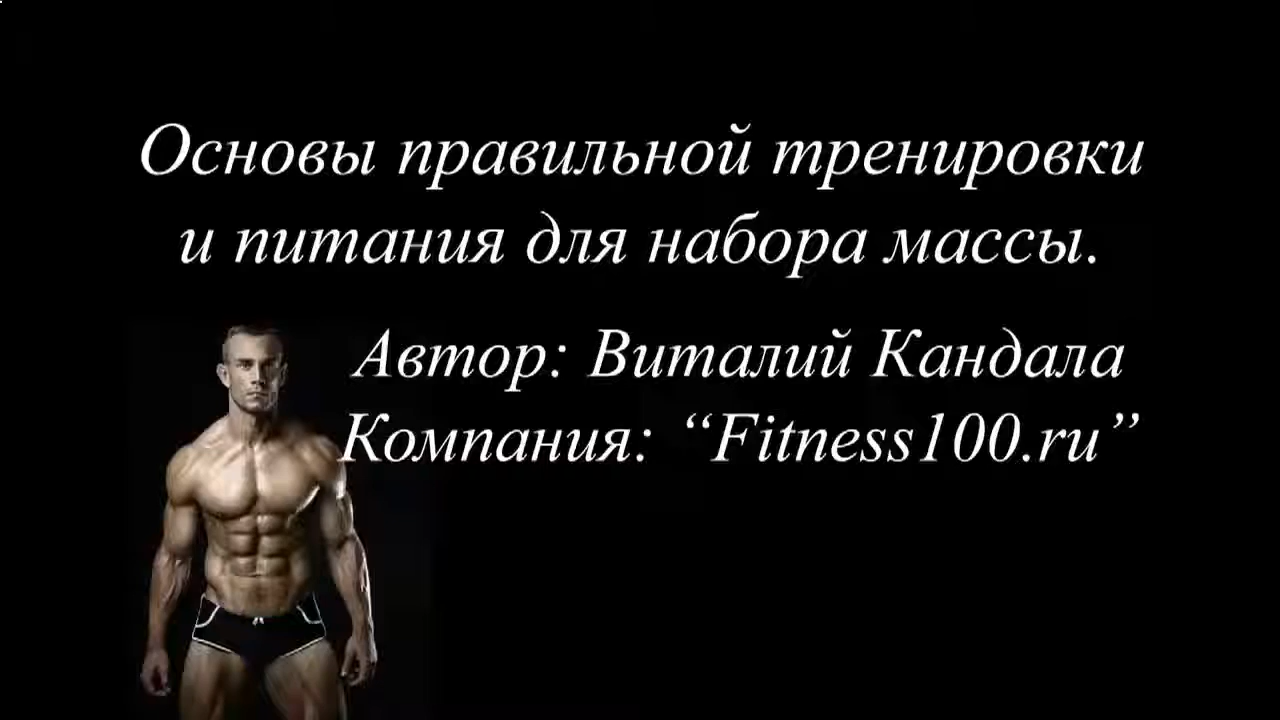 Основы правильной тренировки
и питания для набора массы.
Автор: Виталий Кандала
Компания: “Fitness100.ru”